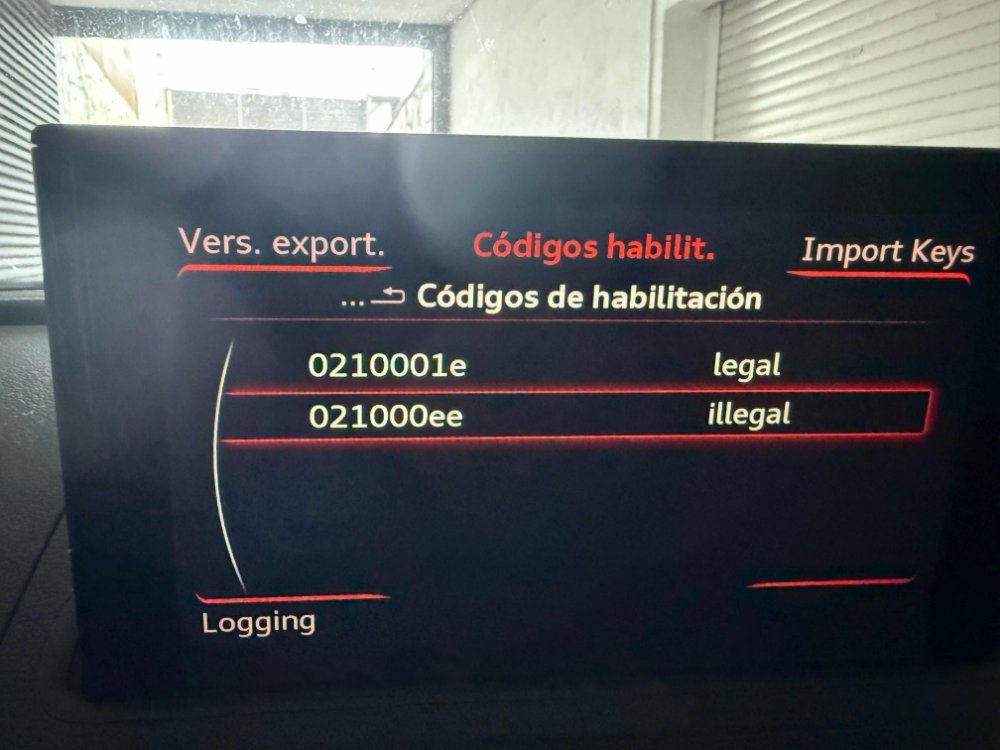 Vers. export. Códigos habilit. Import Keys
... Códigos de habilitación
0210001e legal
021000ee illegal
Logging